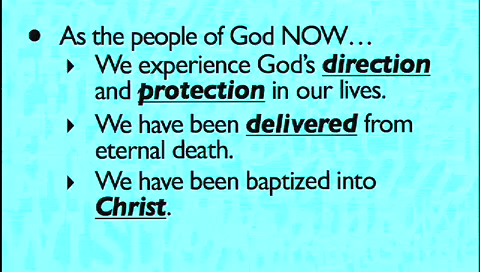 • As the people of God NOW...
‣ We experience God's direction
and protection in our lives.
‣ We have been delivered from
eternal death.
‣ We have been baptized into
Christ.